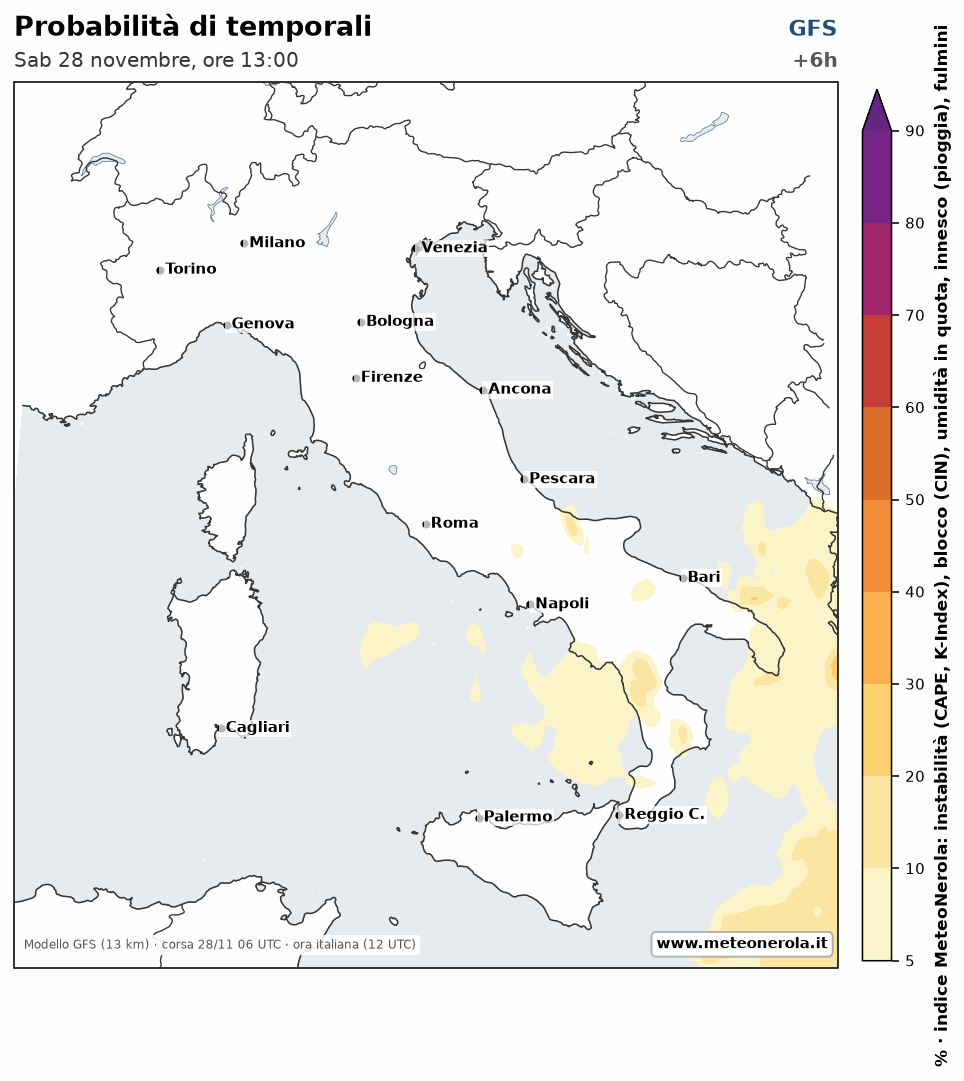 Probabilità di temporali
GFS
Sab 28 novembre, ore 13:00
+6h
90
80
70
60
50
40
30
20
10
5
% · indice MeteoNerola: instabilità (CAPE, K-Index), blocco (CIN), umidità in quota, innesco (pioggia), fulmini
Milano
Venezia
Torino
Genova
Bologna
Firenze
Ancona
Pescara
Roma
Bari
Napoli
Cagliari
Palermo
Reggio C.
Modello GFS (13 km) · corsa 28/11 06 UTC · ora italiana (12 UTC)
www.meteonerola.it